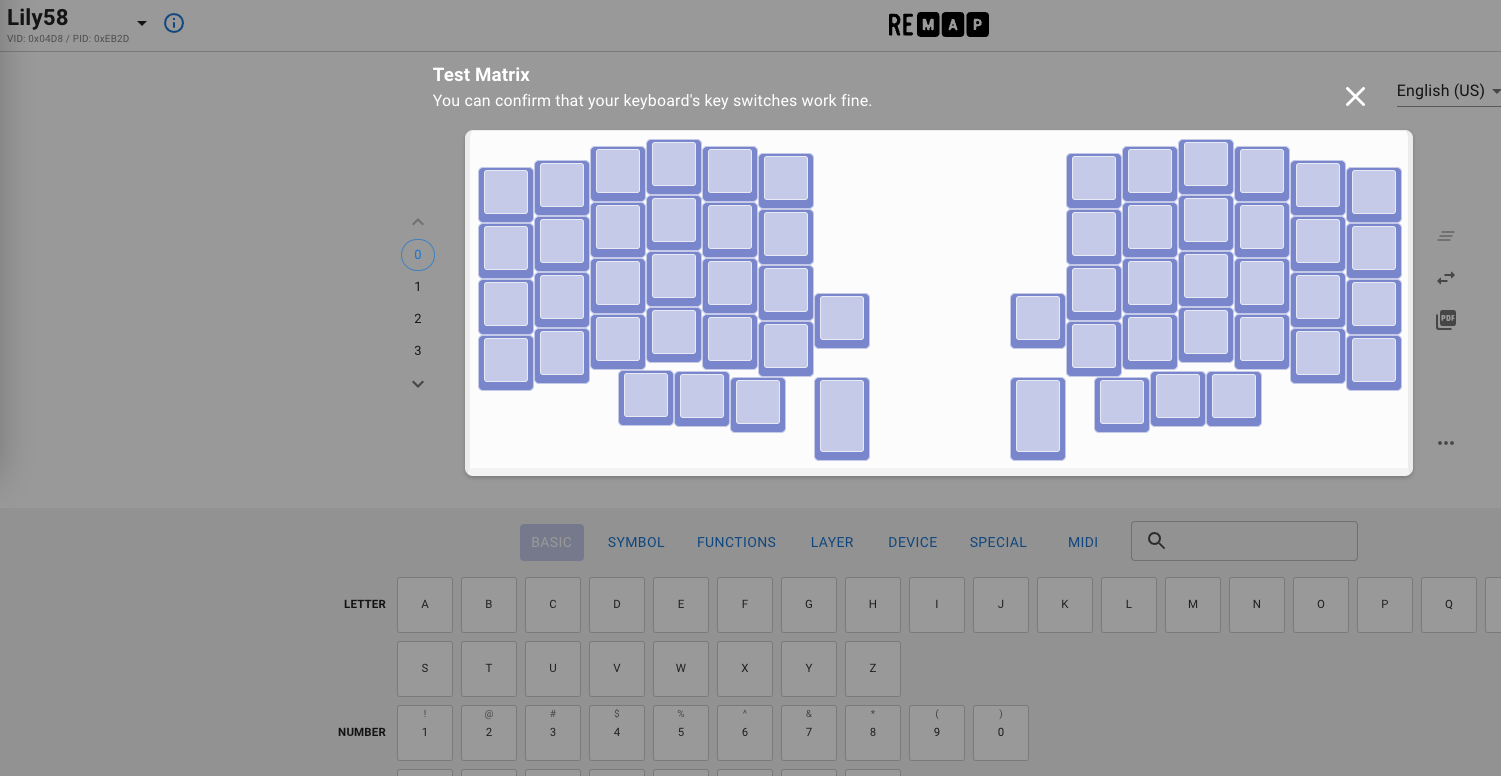 Lily58
VID: 0x04D8 / PID: 0xEB2D
REMAP
Test Matrix
You can confirm that your keyboard's key switches work fine.
English (US)
0
1
2
3
PDF
BASIC SYMBOL FUNCTIONS LAYER DEVICE SPECIAL MIDI
LETTER A B C D E F G H I J K L M N O P Q
S T U V W X Y Z
! @ # $ % ^ & * ( )
NUMBER 1 2 3 4 5 6 7 8 9 0